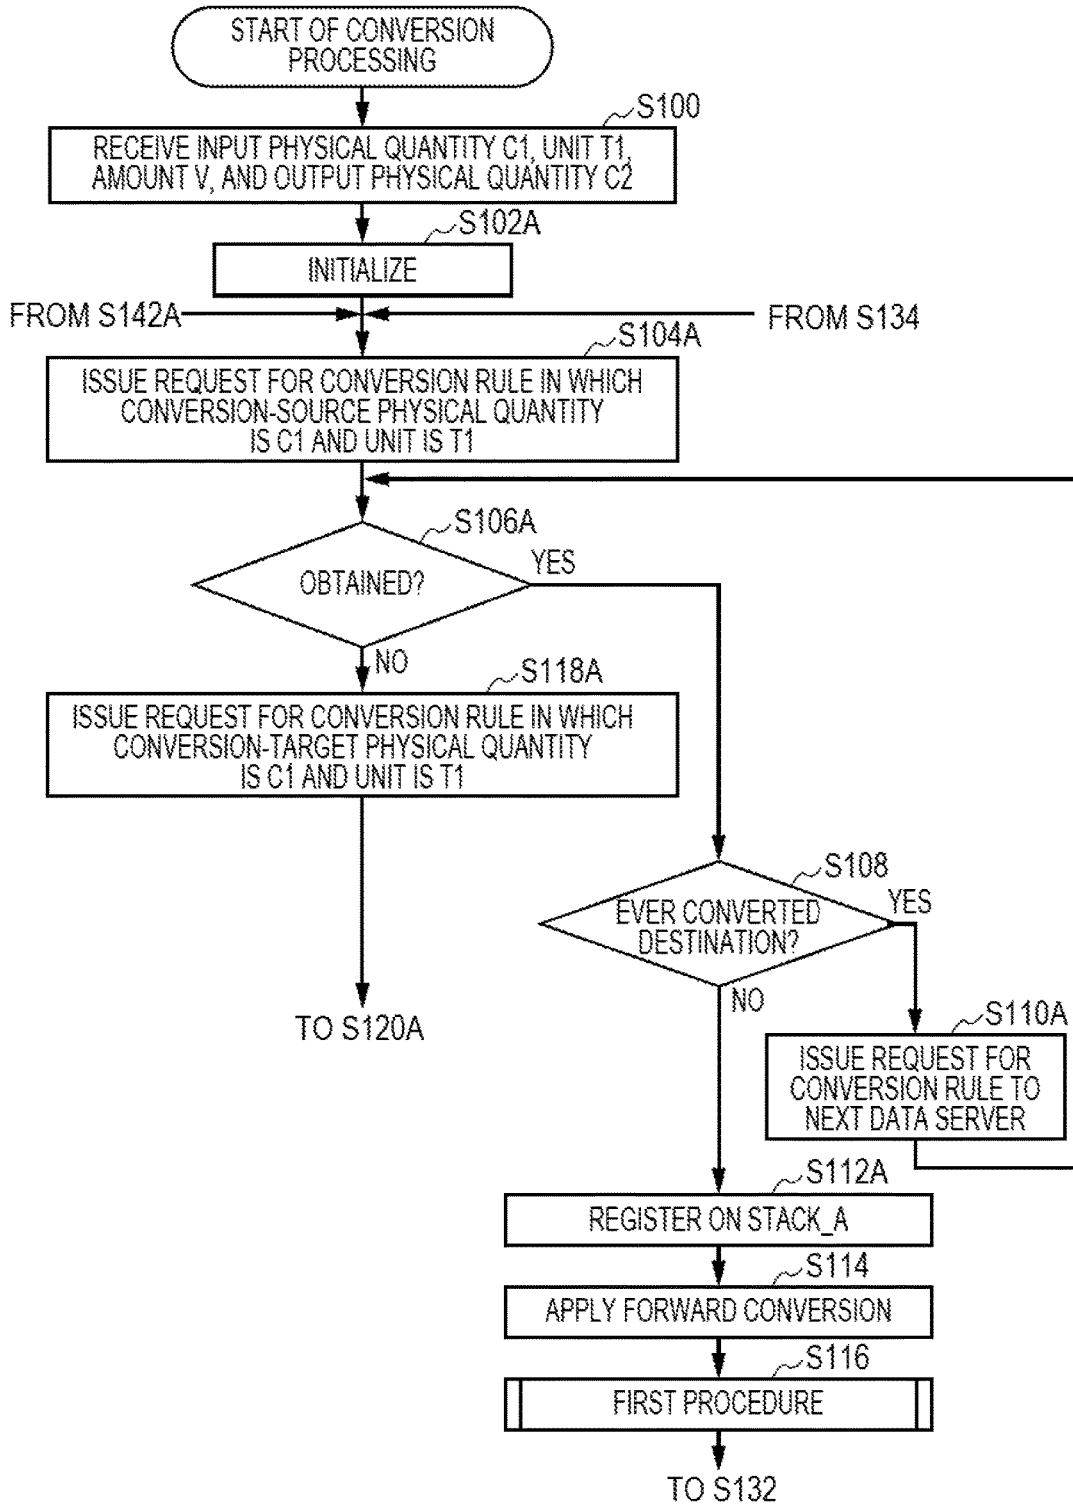 START OF CONVERSION
PROCESSING
S100
RECEIVE INPUT PHYSICAL QUANTITY C1, UNIT T1,
AMOUNT V, AND OUTPUT PHYSICAL QUANTITY C2
S102A
INITIALIZE
FROM S142A
FROM S134
S104A
ISSUE REQUEST FOR CONVERSION RULE IN WHICH
CONVERSION-SOURCE PHYSICAL QUANTITY
IS C1 AND UNIT IS T1
S106A
YES
OBTAINED?
NO
S118A
ISSUE REQUEST FOR CONVERSION RULE IN WHICH
CONVERSION-TARGET PHYSICAL QUANTITY
IS C1 AND UNIT IS T1
S108
YES
EVER CONVERTED
DESTINATION?
NO
TO S120A
S110A
ISSUE REQUEST FOR
CONVERSION RULE TO
NEXT DATA SERVER
S112A
REGISTER ON STACK_A
S114
APPLY FORWARD CONVERSION
S116
FIRST PROCEDURE
TO S132